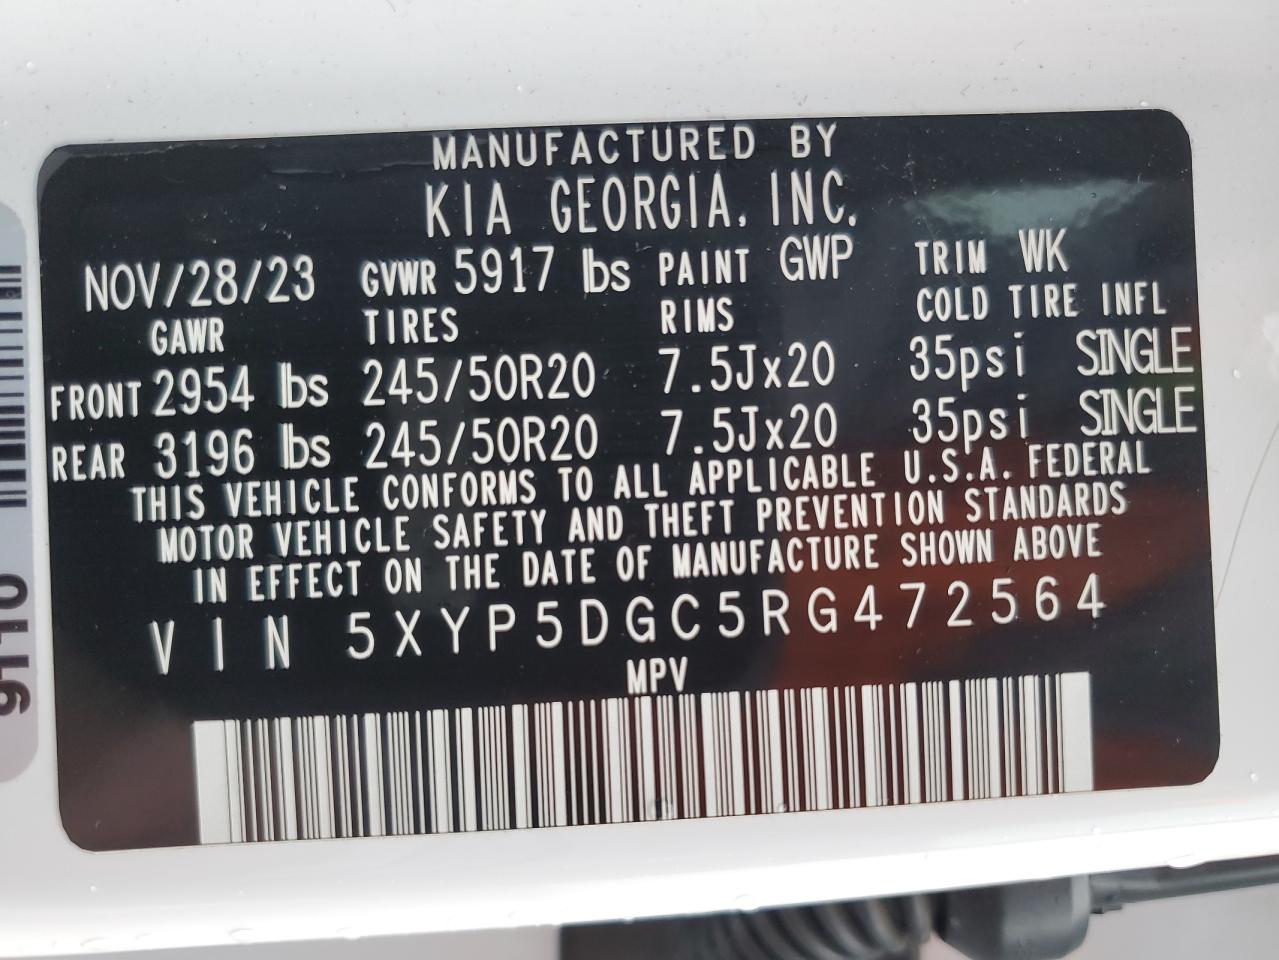 MANUFACTURED BY
KIA GEORGIA, INC.
NOV/28/23 GVWR 5917 lbs PAINT GWP TRIM WK
GAWR TIRES RIMS COLD TIRE INFL
FRONT 2954 lbs 245/50R20 7.5Jx20 35psi SINGLE
REAR 3196 lbs 245/50R20 7.5Jx20 35psi SINGLE
THIS VEHICLE CONFORMS TO ALL APPLICABLE U.S.A. FEDERAL
MOTOR VEHICLE SAFETY AND THEFT PREVENTION STANDARDS
IN EFFECT ON THE DATE OF MANUFACTURE SHOWN ABOVE
VIN 5XYP5DGC5RG472564
MPV